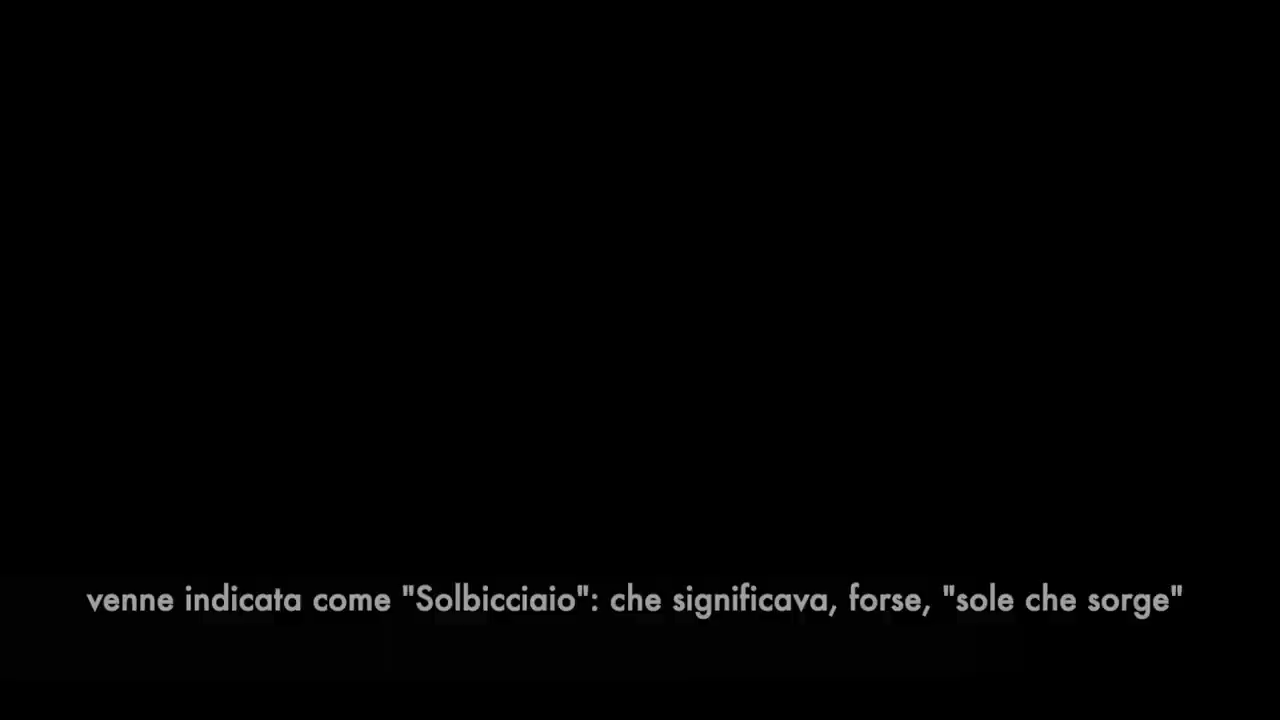 venne indicata come "Solbicciaio": che significava, forse, "sole che sorge"